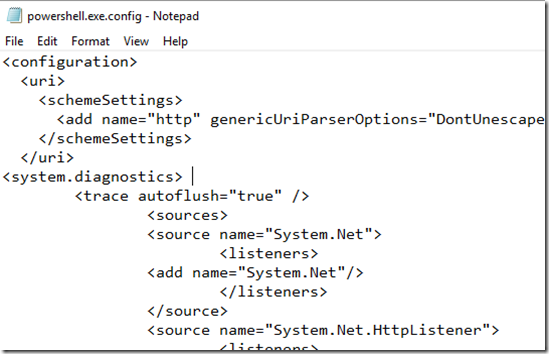 powershell.exe.config - Notepad
File Edit Format View Help
<configuration>
  <uri>
    <schemeSettings>
      <add name="http" genericUriParserOptions="DontUnescape
    </schemeSettings>
  </uri>
<system.diagnostics>
        <trace autoflush="true" />
                <sources>
                <source name="System.Net">
                        <listeners>
                <add name="System.Net"/>
                        </listeners>
                </source>
                <source name="System.Net.HttpListener">
                        <listeners>